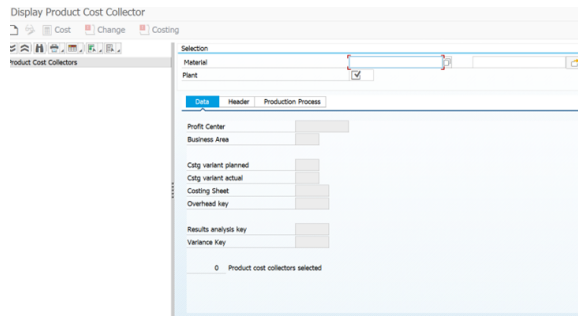 Display Product Cost Collector
Cost Change Costing
Product Cost Collectors
Selection
Material
Plant
Data Header Production Process
Profit Center
Business Area
Cstg variant planned
Cstg variant actual
Costing Sheet
Overhead key
Results analysis key
Variance Key
0 Product cost collectors selected